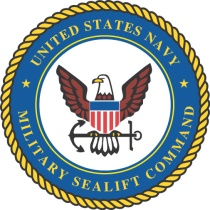 UNITED STATES NAVY
MILITARY SEALIFT COMMAND